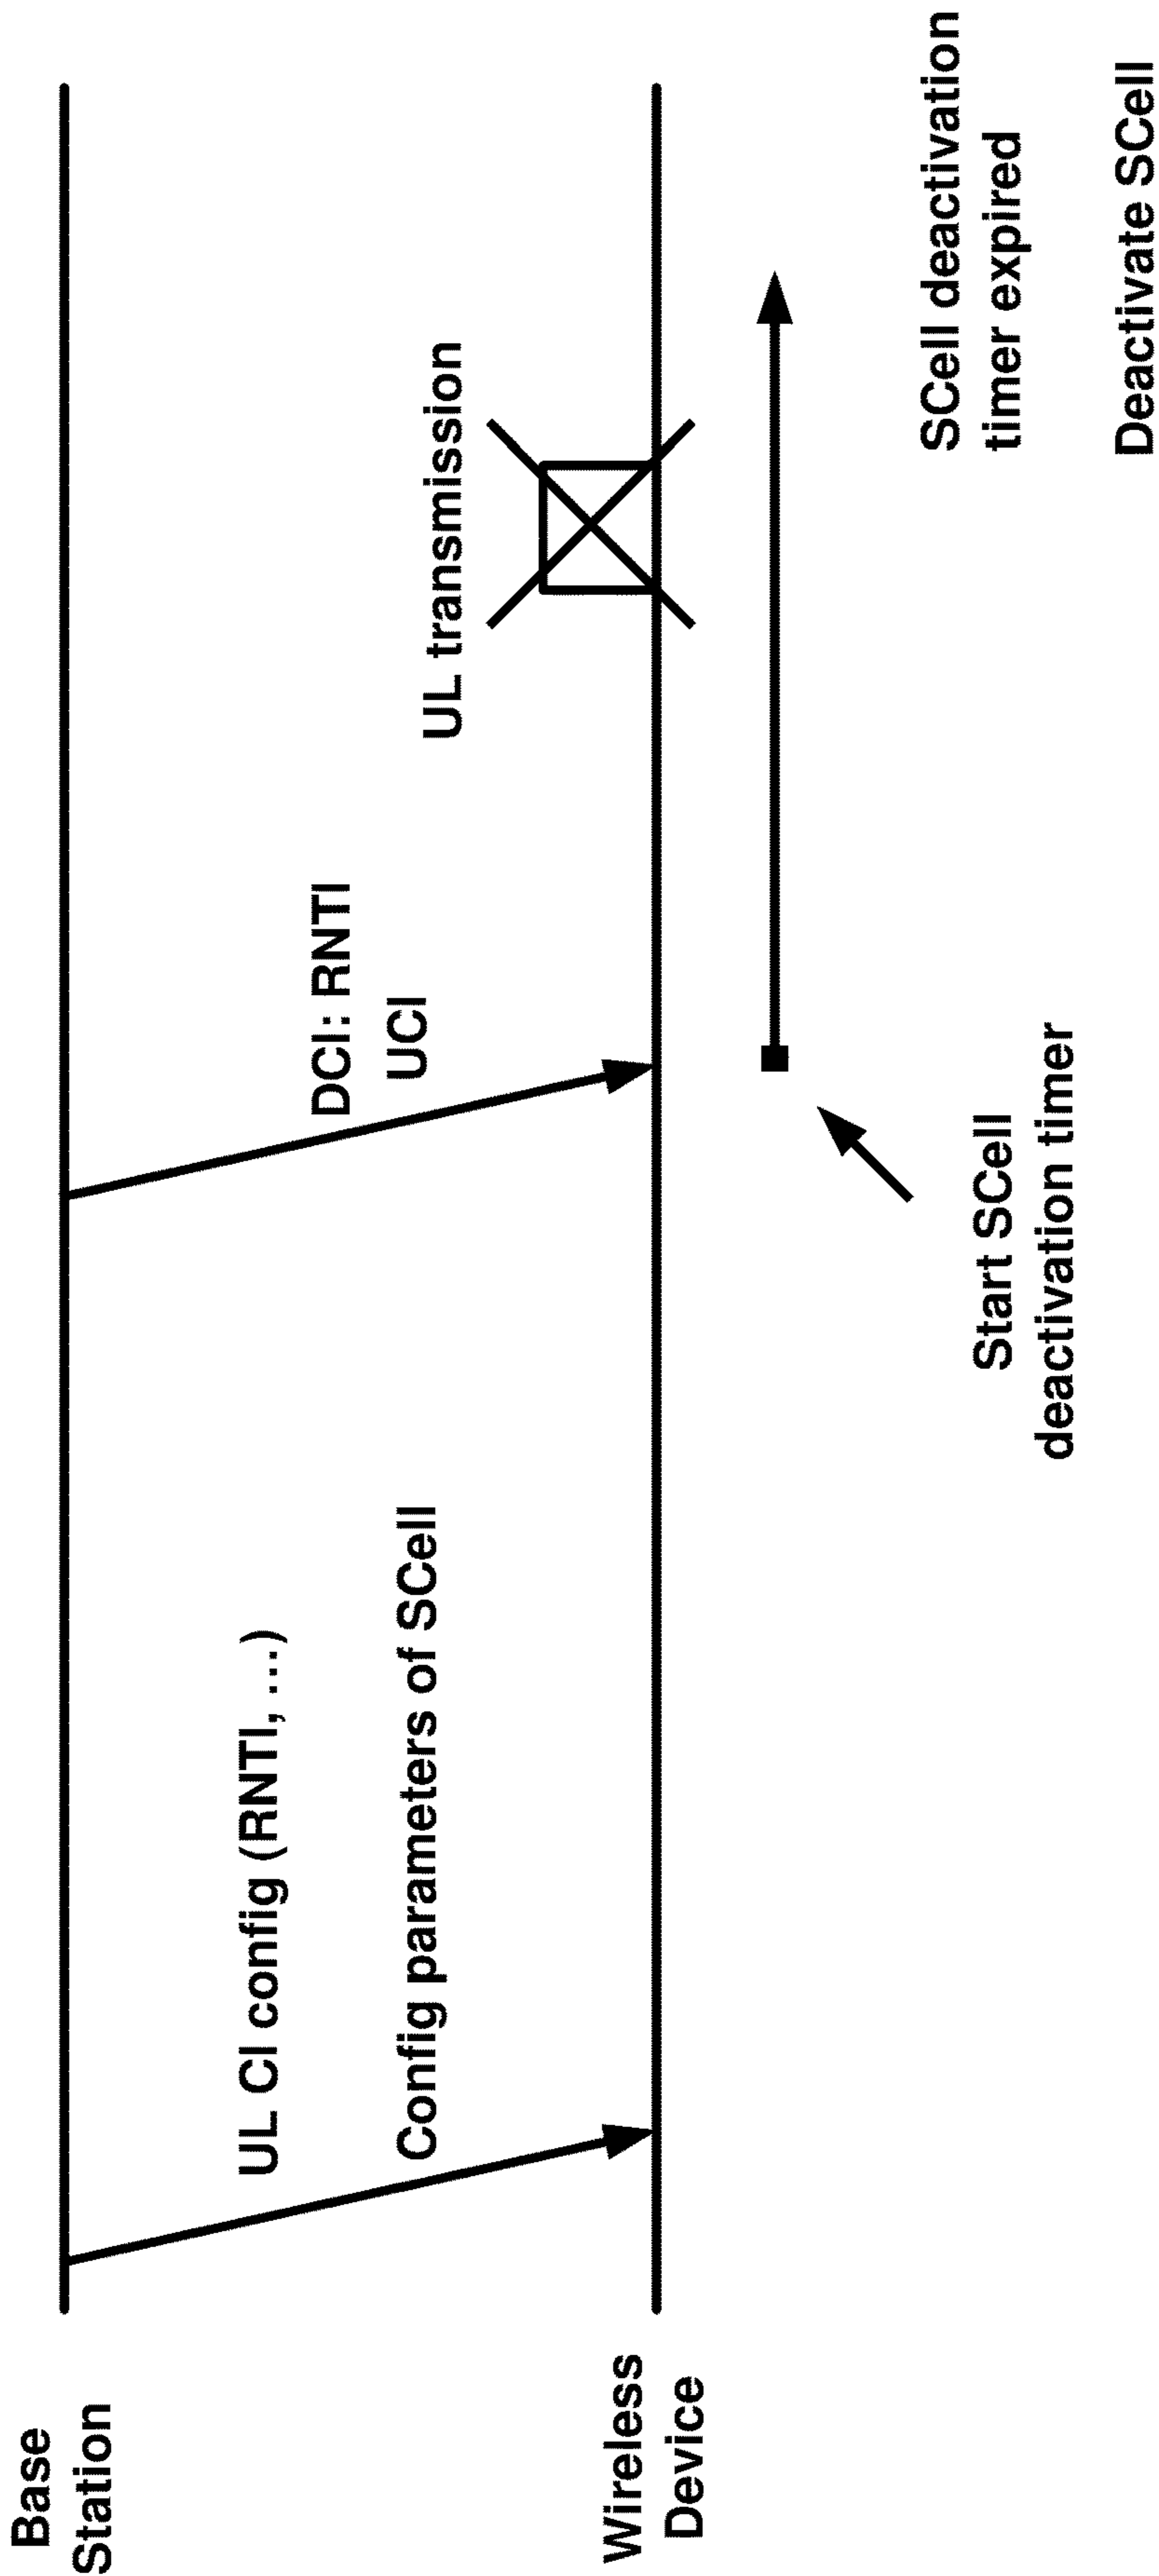 Base
Station
UL CI config (RNTI, ...)
Config parameters of SCell
DCI: RNTI
UCI
UL transmission
Wireless
Device
Start SCell
deactivation timer
SCell deactivation
timer expired
Deactivate SCell